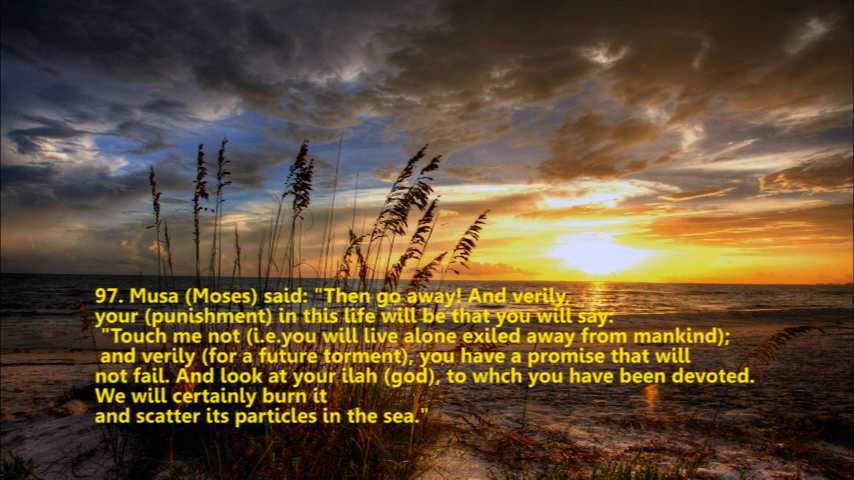 97. Musa (Moses) said: "Then go away! And verily,
your (punishment) in this life will be that you will say:
"Touch me not (i.e.you will live alone exiled away from mankind);
and verily (for a future torment), you have a promise that will
not fail. And look at your ilah (god), to whch you have been devoted.
We will certainly burn it
and scatter its particles in the sea."